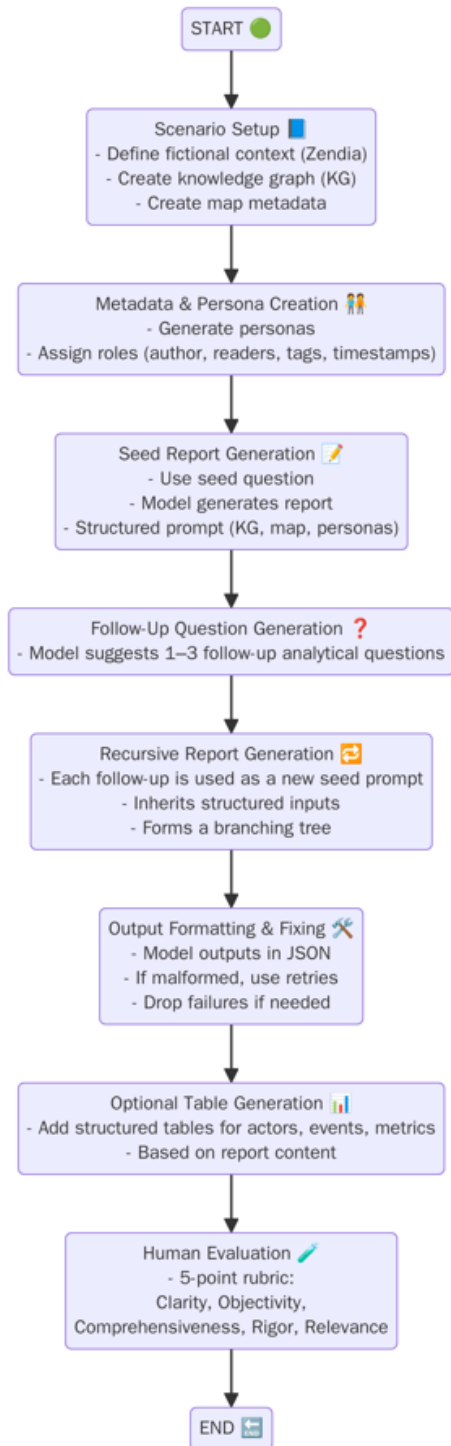 START 🟢
Scenario Setup 📘
- Define fictional context (Zendia)
- Create knowledge graph (KG)
- Create map metadata
Metadata & Persona Creation 🧑‍🤝‍🧑
- Generate personas
- Assign roles (author, readers, tags, timestamps)
Seed Report Generation 📝
- Use seed question
- Model generates report
- Structured prompt (KG, map, personas)
Follow-Up Question Generation ❓
- Model suggests 1–3 follow-up analytical questions
Recursive Report Generation 🔁
- Each follow-up is used as a new seed prompt
- Inherits structured inputs
- Forms a branching tree
Output Formatting & Fixing 🛠️
- Model outputs in JSON
- If malformed, use retries
- Drop failures if needed
Optional Table Generation 📊
- Add structured tables for actors, events, metrics
- Based on report content
Human Evaluation 🧪
- 5-point rubric:
Clarity, Objectivity,
Comprehensiveness, Rigor, Relevance
END 🔚